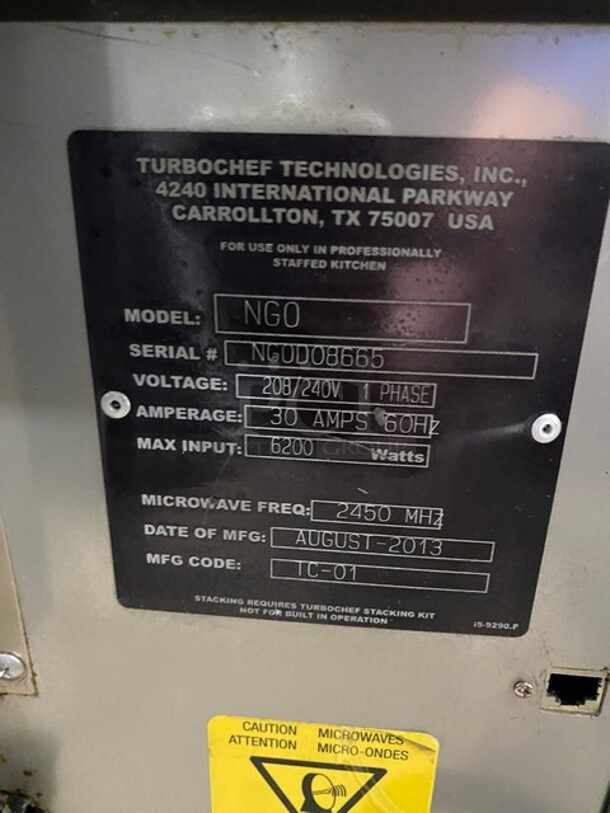 TURBOCHEF TECHNOLOGIES, INC.,
4240 INTERNATIONAL PARKWAY
CARROLLTON, TX 75007 USA
FOR USE ONLY IN PROFESSIONALLY
STAFFED KITCHEN
MODEL: NGO
SERIAL # NGOD08665
VOLTAGE: 208/240V 1 PHASE
AMPERAGE: 30 AMPS 60HZ
MAX INPUT: 6200 Watts
MICROWAVE FREQ: 2450 MHZ
DATE OF MFG: AUGUST-2013
MFG CODE: TC-01
STACKING REQUIRES TURBOCHEF STACKING KIT
NOT FOR BUILT IN OPERATION
i5-9290.F
CAUTION MICROWAVES
ATTENTION MICRO-ONDES